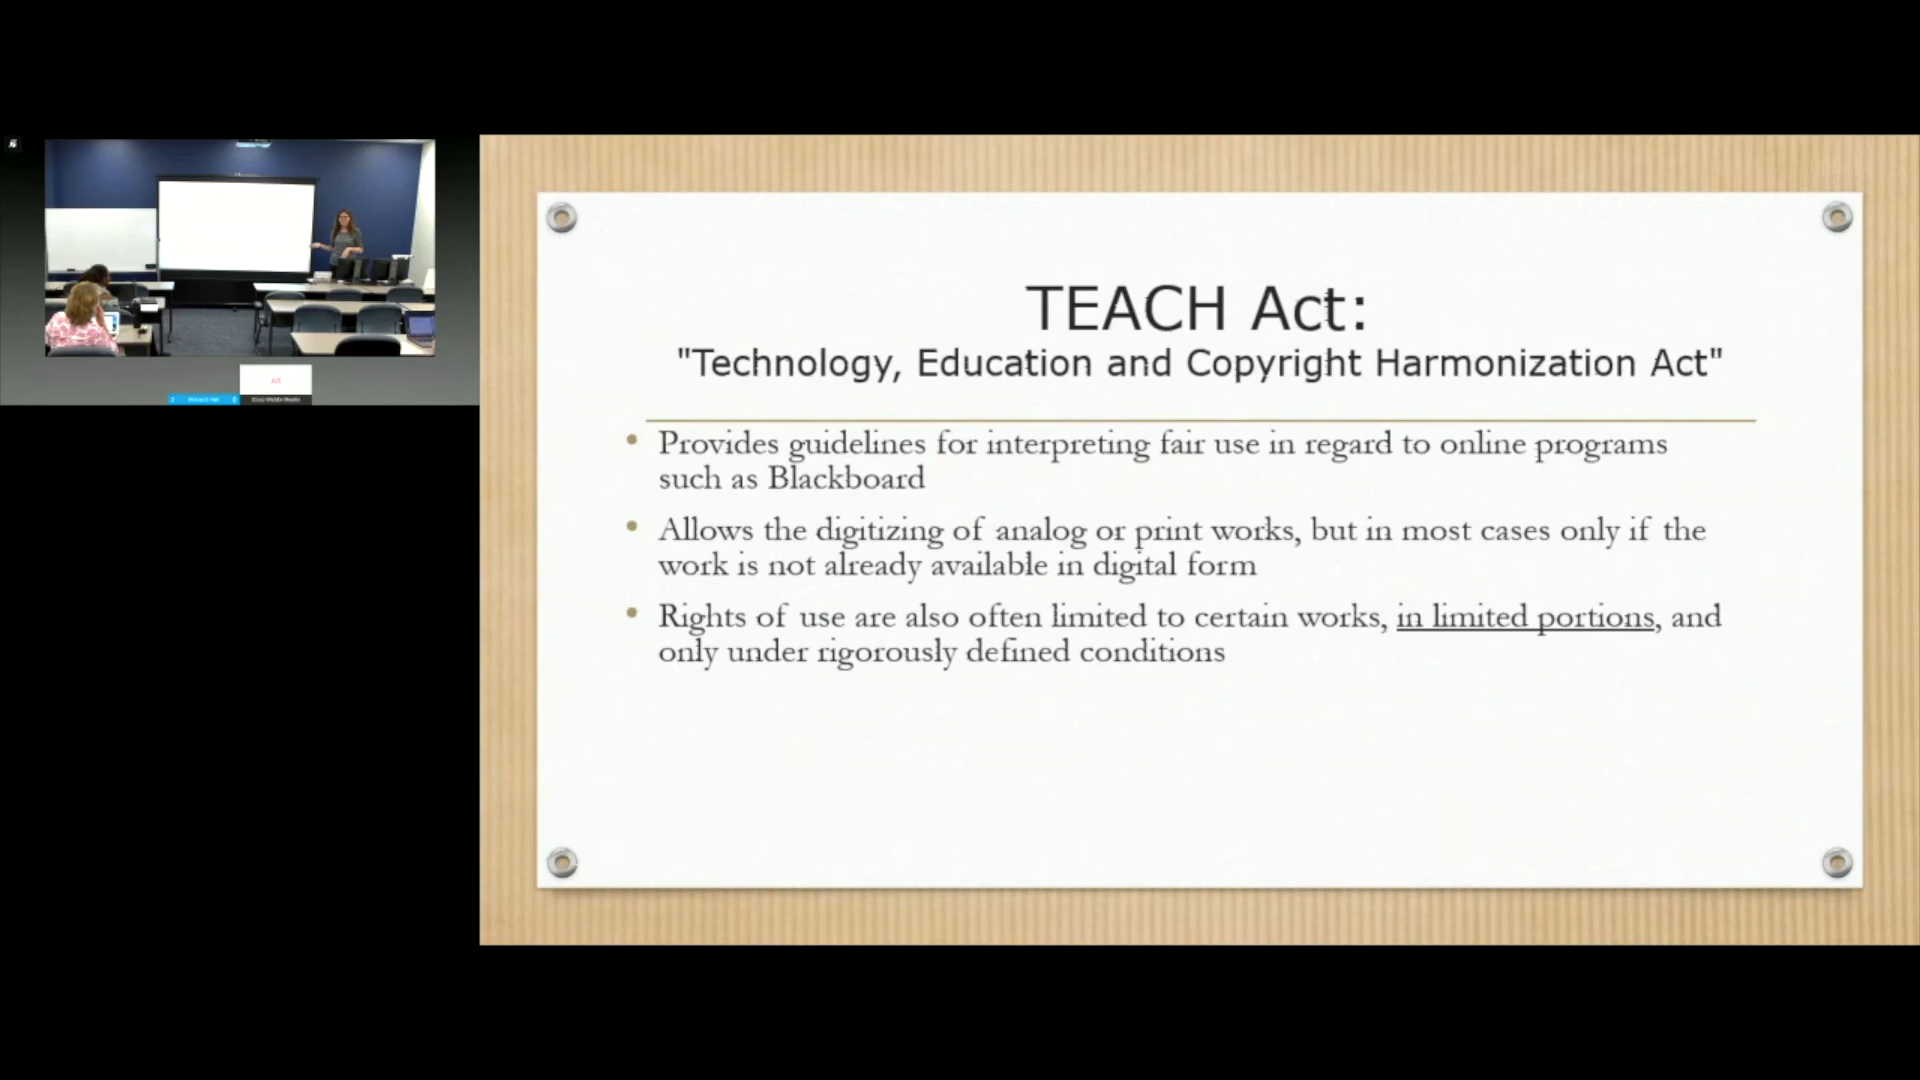 TEACH Act:
"Technology, Education and Copyright Harmonization Act"
• Provides guidelines for interpreting fair use in regard to online programs
such as Blackboard
• Allows the digitizing of analog or print works, but in most cases only if the
work is not already available in digital form
• Rights of use are also often limited to certain works, in limited portions, and
only under rigorously defined conditions